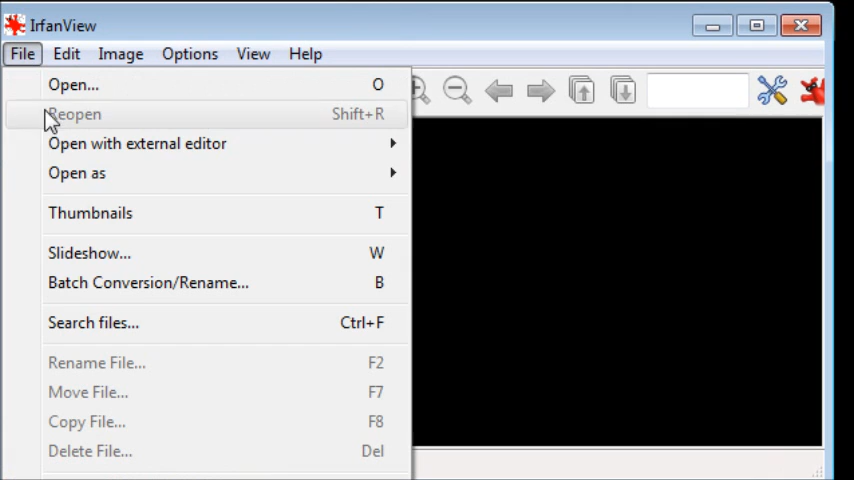 IrfanView
File Edit Image Options View Help
Open... O
Reopen Shift+R
Open with external editor
Open as
Thumbnails T
Slideshow... W
Batch Conversion/Rename... B
Search files... Ctrl+F
Rename File... F2
Move File... F7
Copy File... F8
Delete File... Del